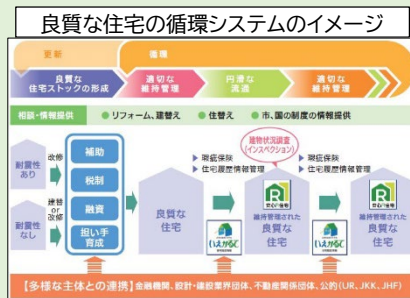 良質な住宅の循環システムのイメージ
更新
循環
良質な
住宅ストックの形成
適切な
維持管理
円滑な
流通
適切な
維持管理
相談・情報提供
● リフォーム、建替え
● 住替え
● 市、国の制度の情報提供
建物状況調査
(インスペクション)
▶ 瑕疵保険
▶ 住宅履歴情報管理
▶ 瑕疵保険
▶ 住宅履歴情報管理
耐震性
あり
改修
耐震性
なし
建替
or
改修
補助
税制
融資
担い手
育成
良質な
住宅
いえかるて
R
安心R住宅
維持管理された
良質な
住宅
いえかるて
R
安心R住宅
維持管理された
良質な
住宅
【多様な主体との連携】金融機関、設計・建設業界団体、不動産関係団体、公的(UR、JKK、JHF)